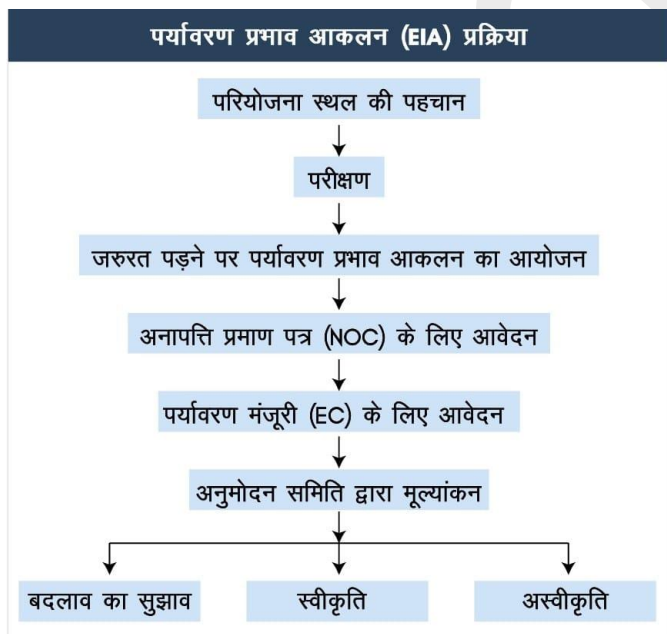 पर्यावरण प्रभाव आकलन (EIA) प्रक्रिया
परियोजना स्थल की पहचान
परीक्षण
जरुरत पड़ने पर पर्यावरण प्रभाव आकलन का आयोजन
अनापत्ति प्रमाण पत्र (NOC) के लिए आवेदन
पर्यावरण मंजूरी (EC) के लिए आवेदन
अनुमोदन समिति द्वारा मूल्यांकन
बदलाव का सुझाव
स्वीकृति
अस्वीकृति